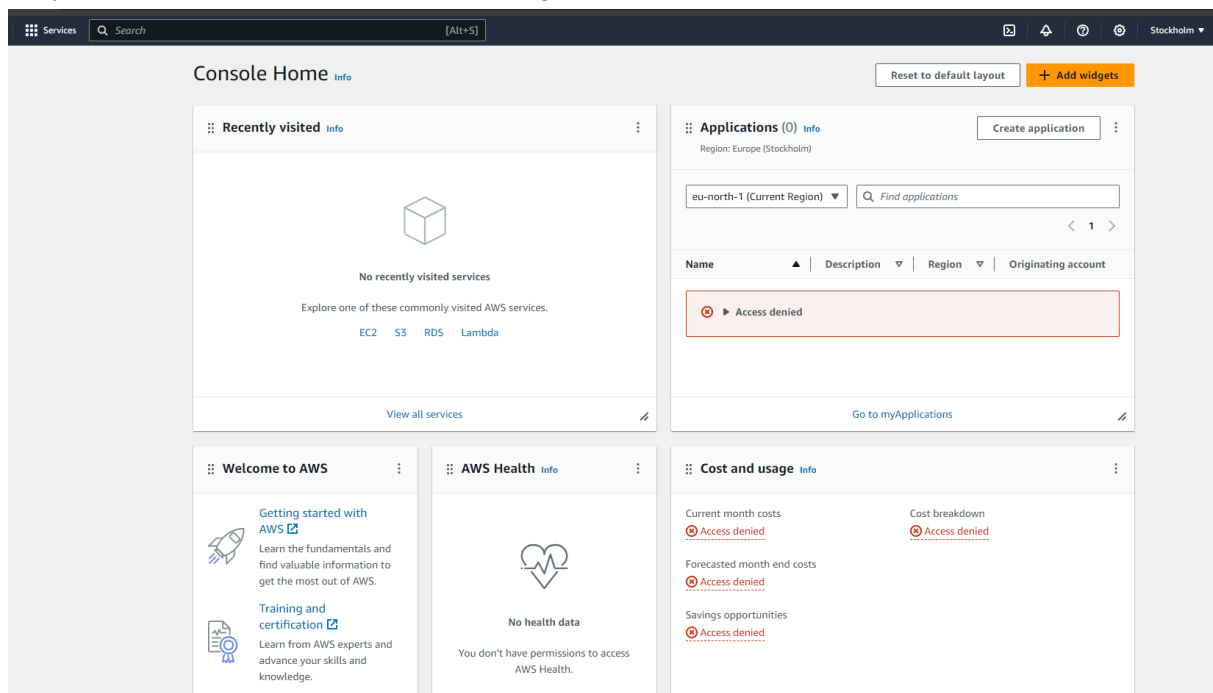 Services
Search
[Alt+S]
Stockholm
Console Home Info
Reset to default layout
+ Add widgets
Recently visited Info
No recently visited services
Explore one of these commonly visited AWS services.
EC2 S3 RDS Lambda
View all services
Applications (0) Info
Region: Europe (Stockholm)
Create application
eu-north-1 (Current Region)
Find applications
1
Name Description Region Originating account
Access denied
Go to myApplications
Welcome to AWS
Getting started with
AWS
Learn the fundamentals and
find valuable information to
get the most out of AWS.
Training and
certification
Learn from AWS experts and
advance your skills and
knowledge.
AWS Health Info
No health data
You don't have permissions to access
AWS Health.
Cost and usage Info
Current month costs
Access denied
Forecasted month end costs
Access denied
Savings opportunities
Access denied
Cost breakdown
Access denied